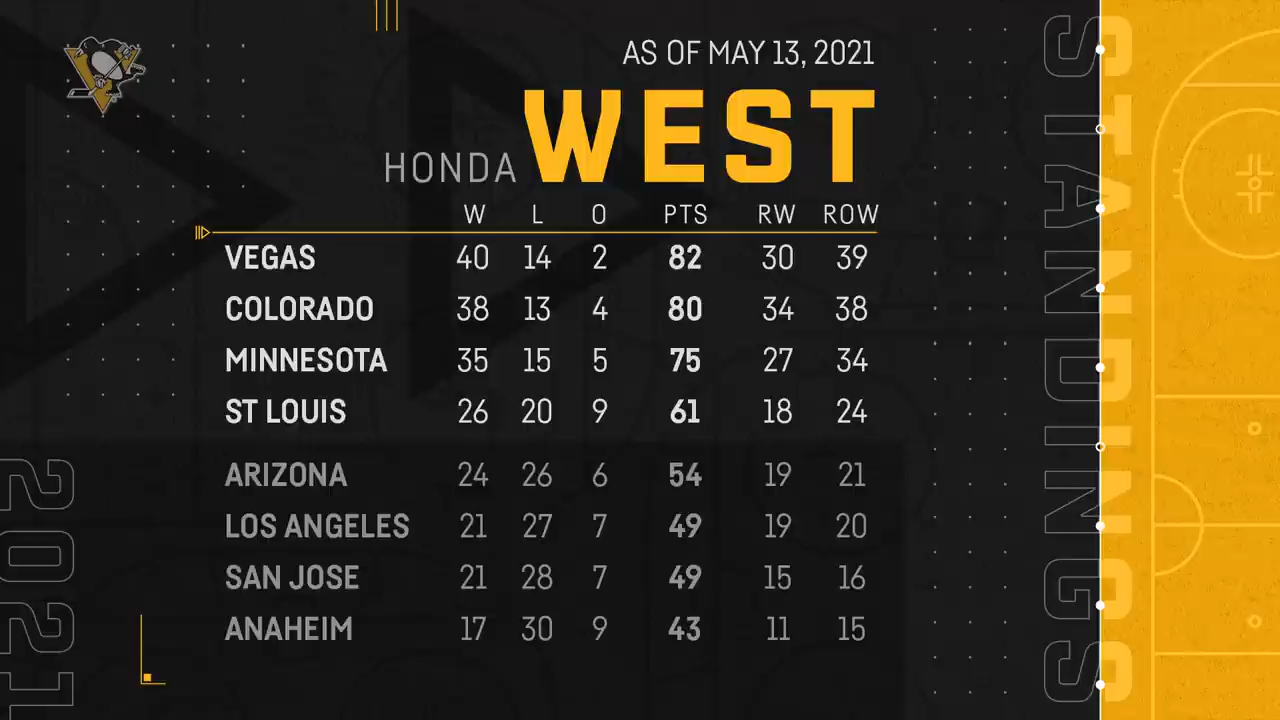 AS OF MAY 13, 2021
HONDA WEST
W L O PTS RW ROW
VEGAS 40 14 2 82 30 39
COLORADO 38 13 4 80 34 38
MINNESOTA 35 15 5 75 27 34
ST LOUIS 26 20 9 61 18 24
ARIZONA 24 26 6 54 19 21
LOS ANGELES 21 27 7 49 19 20
SAN JOSE 21 28 7 49 15 16
ANAHEIM 17 30 9 43 11 15
2021
STANDINGS